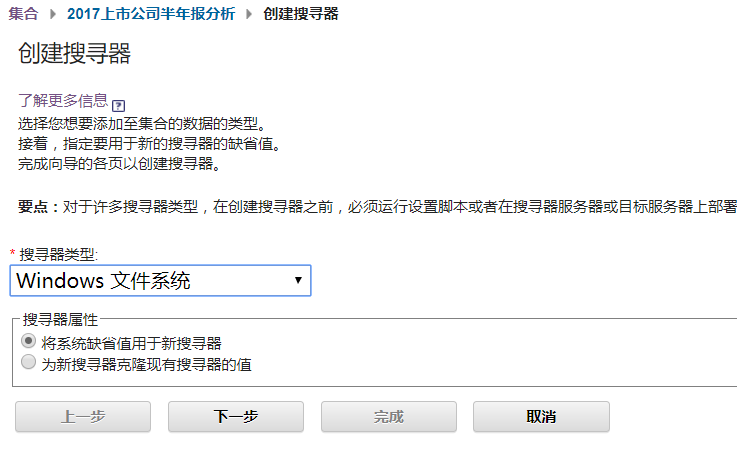 集合 ▶ 2017上市公司半年报分析 ▶ 创建搜寻器
创建搜寻器
了解更多信息 ?
选择您想要添加至集合的数据的类型。
接着，指定要用于新的搜寻器的缺省值。
完成向导的各页以创建搜寻器。
要点：对于许多搜寻器类型，在创建搜寻器之前，必须运行设置脚本或者在搜寻器服务器或目标服务器上部署
* 搜寻器类型:
Windows 文件系统
搜寻器属性
将系统缺省值用于新搜寻器
为新搜寻器克隆现有搜寻器的值
上一步 下一步 完成 取消